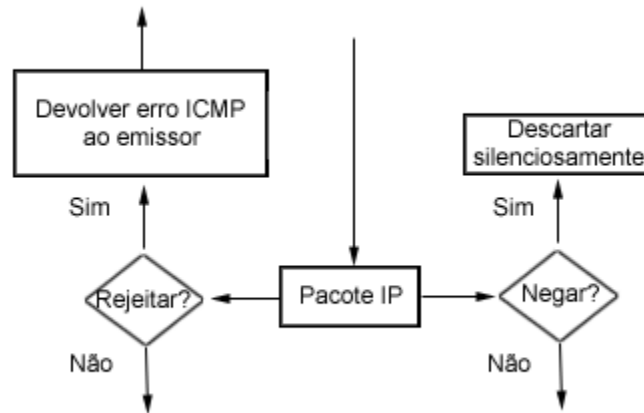 Devolver erro ICMP
ao emissor
Descartar
silenciosamente
Sim
Sim
Rejeitar?
Pacote IP
Negar?
Não
Não